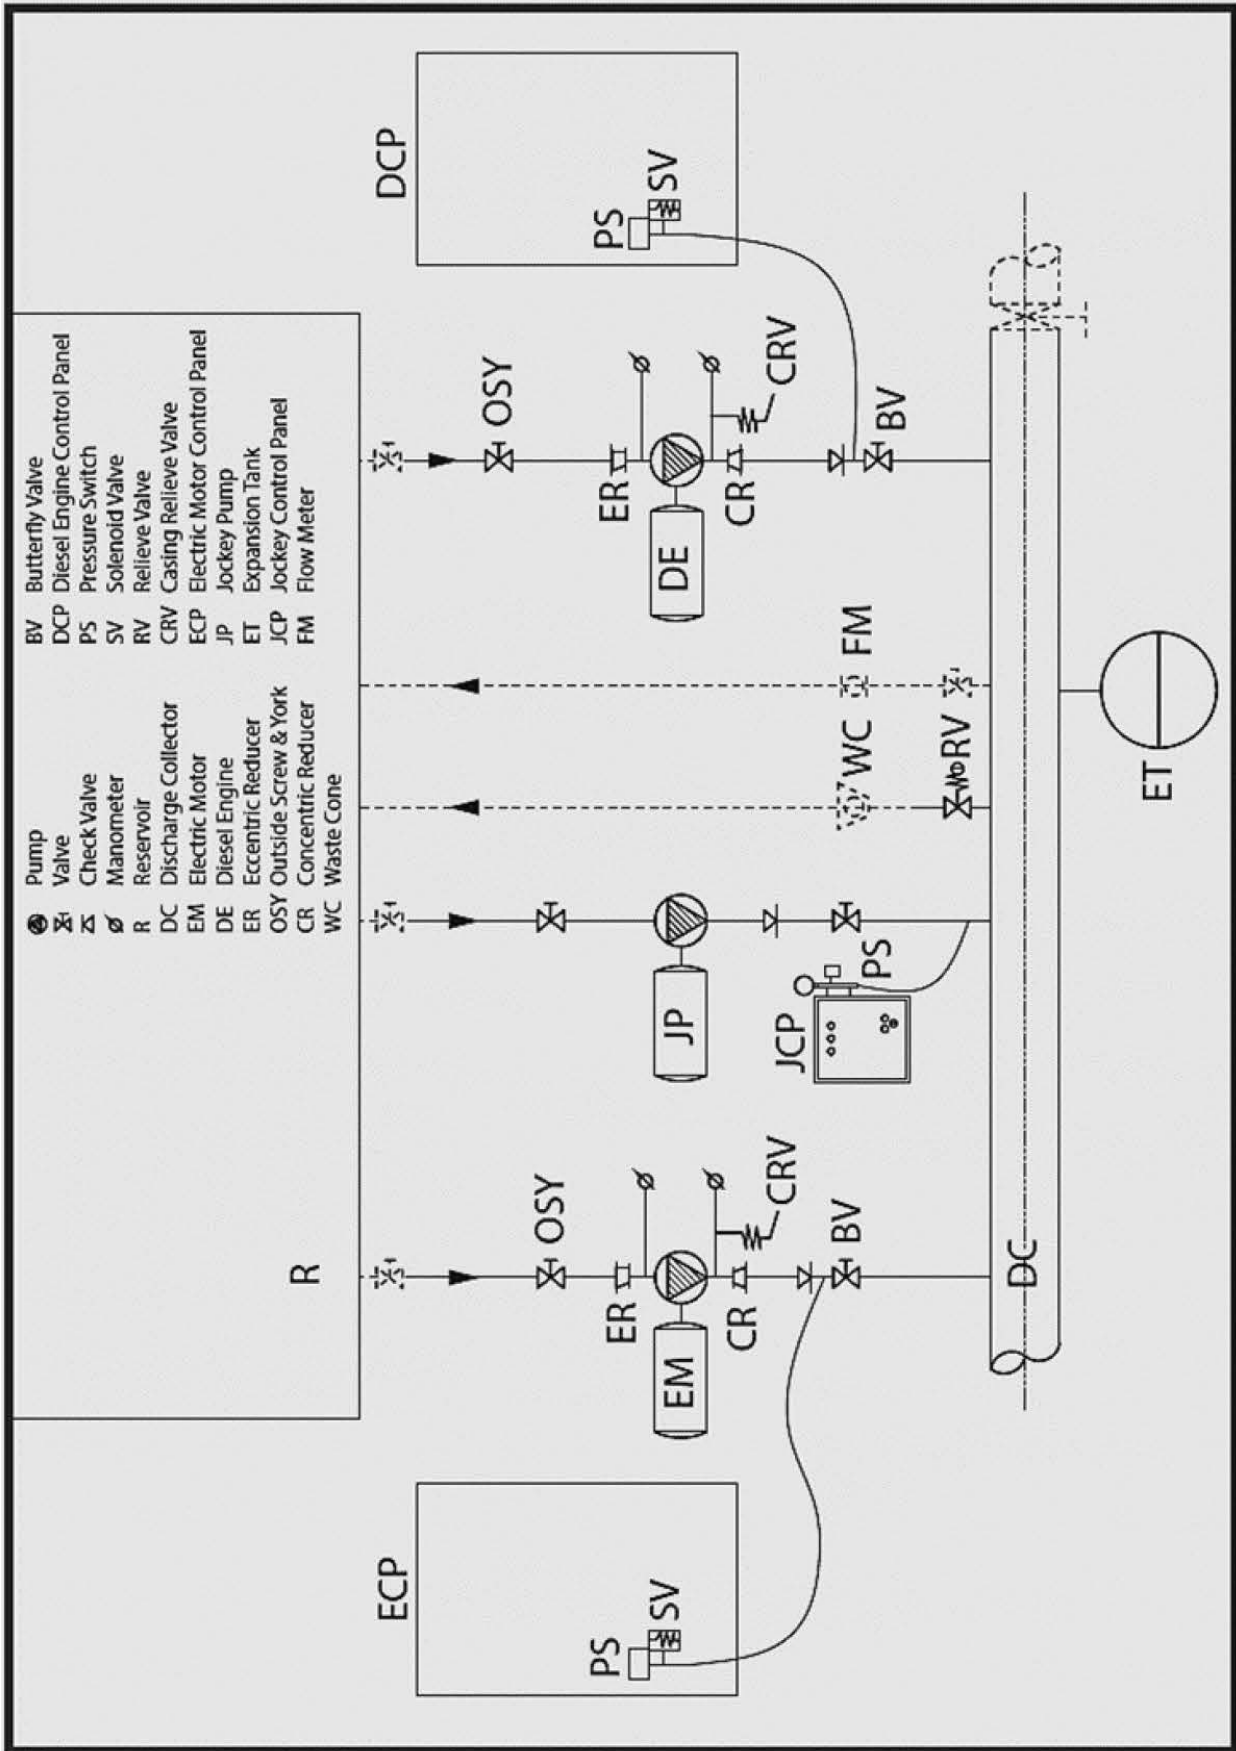 Pump
Valve
Check Valve
Manometer
R Reservoir
DC Discharge Collector
EM Electric Motor
DE Diesel Engine
ER Eccentric Reducer
OSY Outside Screw & York
CR Concentric Reducer
WC Waste Cone
BV Butterfly Valve
DCP Diesel Engine Control Panel
PS Pressure Switch
SV Solenoid Valve
RV Relieve Valve
CRV Casing Relieve Valve
ECP Electric Motor Control Panel
JP Jockey Pump
ET Expansion Tank
JCP Jockey Control Panel
FM Flow Meter
R
ECP
DCP
OSY
OSY
PS
SV
ER
ER
PS
SV
EM
JP
DE
CR
CRV
CR
CRV
JCP
BV
PS
WC
FM
BV
RV
DC
ET